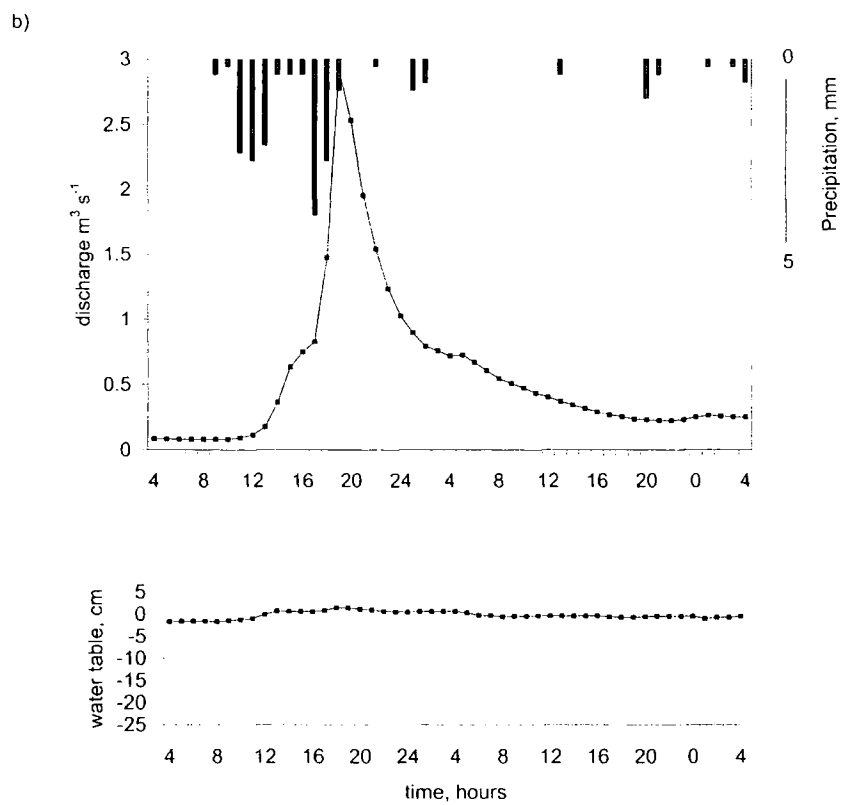 b)
discharge m³ s⁻¹
3
2.5
2
1.5
1
0.5
0
0
5
Precipitation, mm
4 8 12 16 20 24 4 8 12 16 20 0 4
water table, cm
5
0
-5
-10
-15
-20
-25
4 8 12 16 20 24 4 8 12 16 20 0 4
time, hours